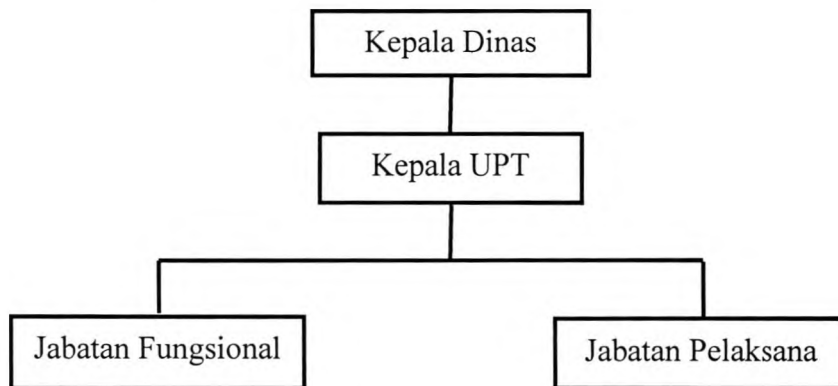 Kepala Dinas
Kepala UPT
Jabatan Fungsional
Jabatan Pelaksana